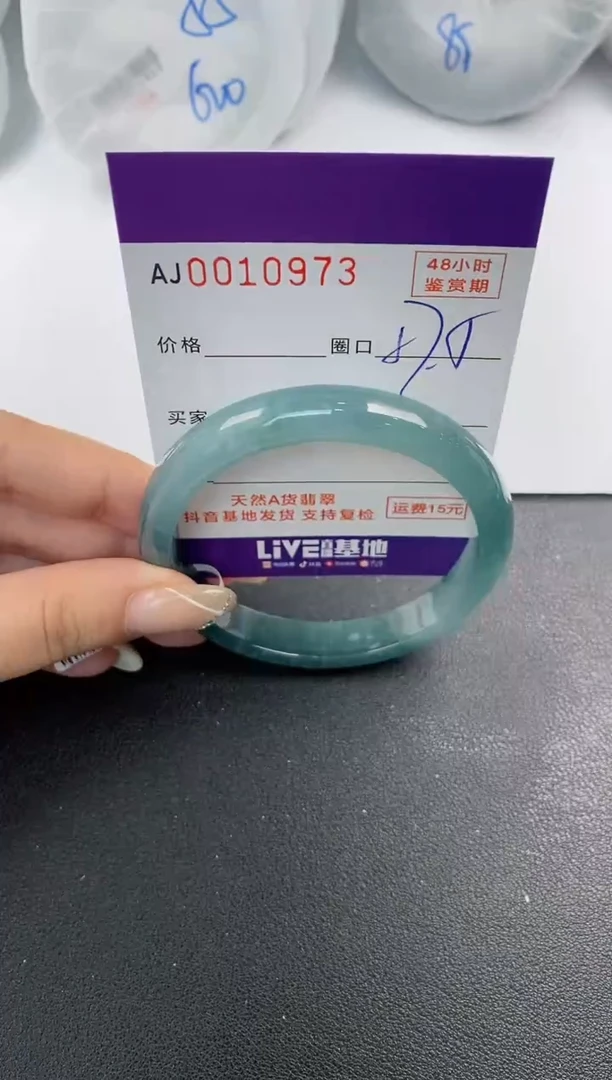 600
85
AJ0010973
48小时
鉴赏期
价格
圈口
买家
天然A货翡翠
抖音基地发货 支持复检
运费15元
LiVE
基地